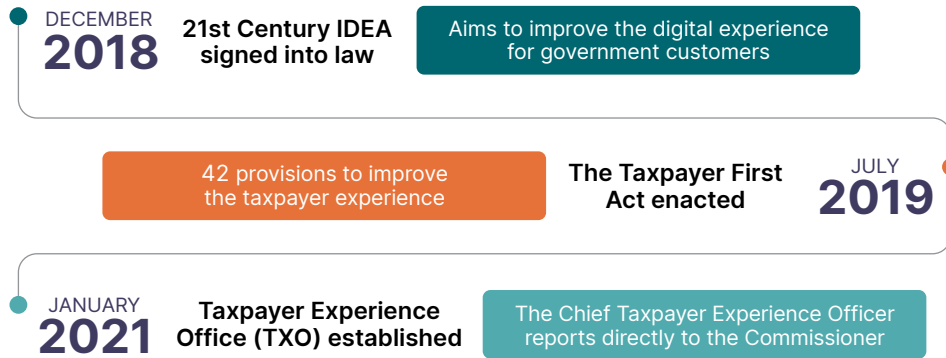 DECEMBER
2018
21st Century IDEA
signed into law
Aims to improve the digital experience
for government customers
42 provisions to improve
the taxpayer experience
The Taxpayer First
Act enacted
JULY
2019
JANUARY
2021
Taxpayer Experience
Office (TXO) established
The Chief Taxpayer Experience Officer
reports directly to the Commissioner